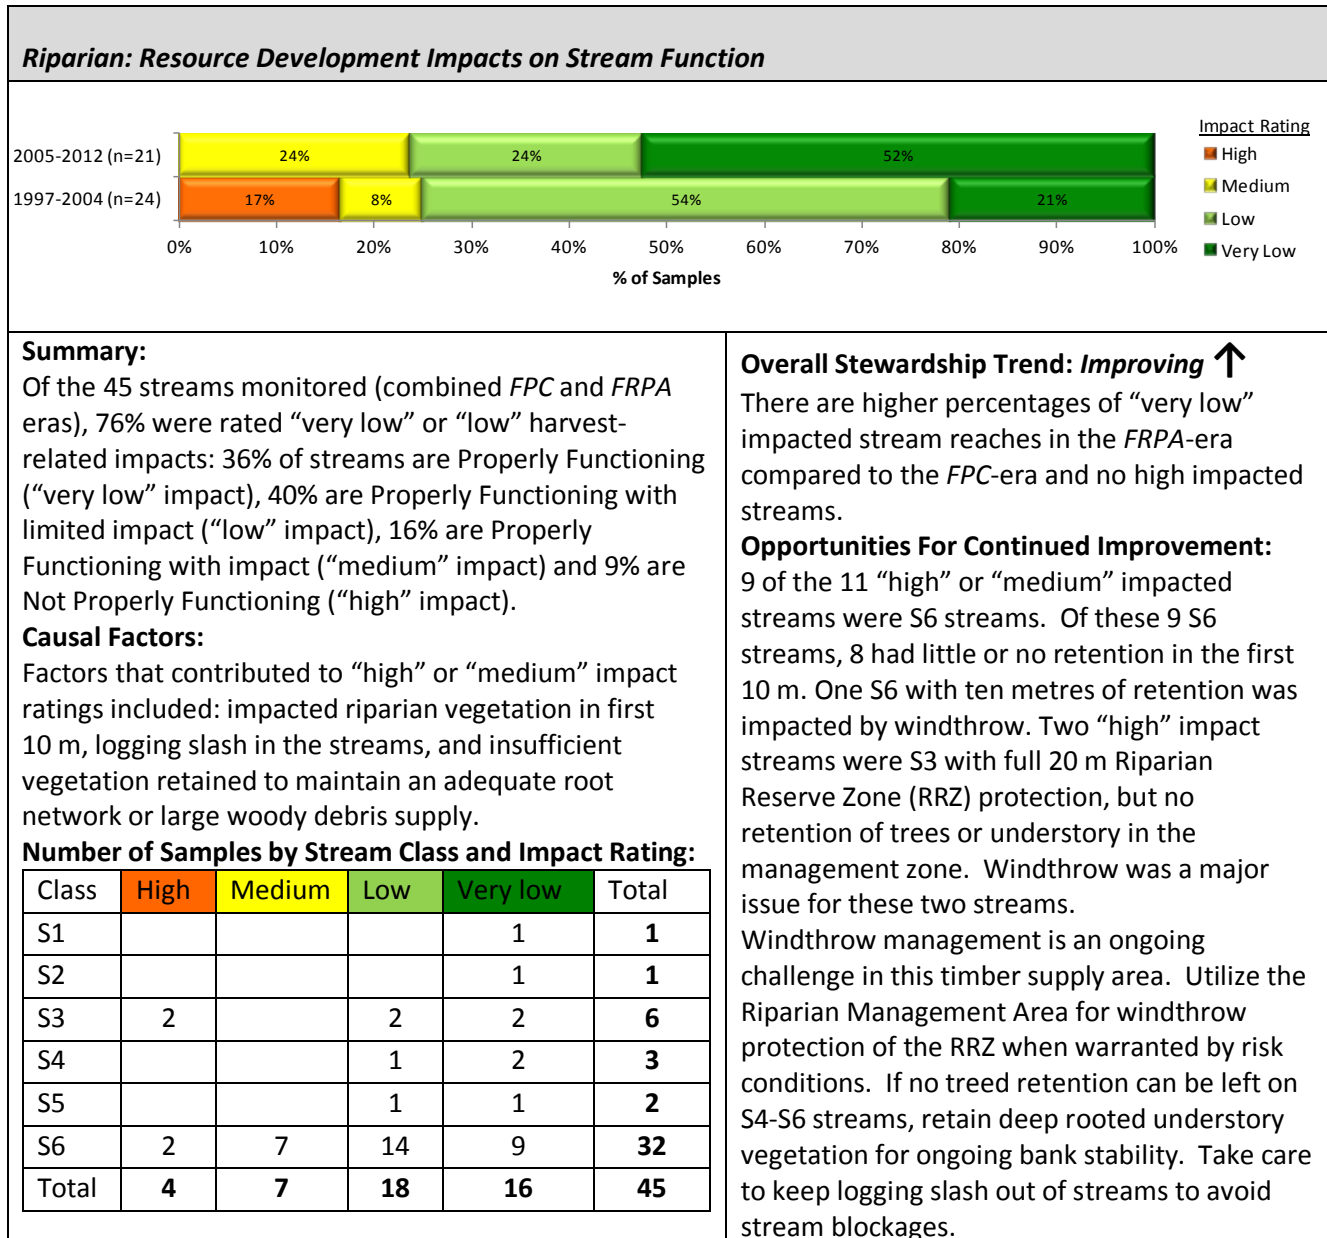 Riparian: Resource Development Impacts on Stream Function
Impact Rating
2005-2012 (n=21) 24% 24% 52%
1997-2004 (n=24) 17% 8% 54% 21%
High
Medium
Low
Very Low
0% 10% 20% 30% 40% 50% 60% 70% 80% 90% 100%
% of Samples
Summary:
Of the 45 streams monitored (combined FPC and FRPA
eras), 76% were rated “very low” or “low” harvest-
related impacts: 36% of streams are Properly Functioning
(“very low” impact), 40% are Properly Functioning with
limited impact (“low” impact), 16% are Properly
Functioning with impact (“medium” impact) and 9% are
Not Properly Functioning (“high” impact).
Causal Factors:
Factors that contributed to “high” or “medium” impact
ratings included: impacted riparian vegetation in first
10 m, logging slash in the streams, and insufficient
vegetation retained to maintain an adequate root
network or large woody debris supply.
Number of Samples by Stream Class and Impact Rating:
Class High Medium Low Very low Total
S1 1 1
S2 1 1
S3 2 2 2 6
S4 1 2 3
S5 1 1 2
S6 2 7 14 9 32
Total 4 7 18 16 45
Overall Stewardship Trend: Improving ↑
There are higher percentages of “very low”
impacted stream reaches in the FRPA-era
compared to the FPC-era and no high impacted
streams.
Opportunities For Continued Improvement:
9 of the 11 “high” or “medium” impacted
streams were S6 streams. Of these 9 S6
streams, 8 had little or no retention in the first
10 m. One S6 with ten metres of retention was
impacted by windthrow. Two “high” impact
streams were S3 with full 20 m Riparian
Reserve Zone (RRZ) protection, but no
retention of trees or understory in the
management zone. Windthrow was a major
issue for these two streams.
Windthrow management is an ongoing
challenge in this timber supply area. Utilize the
Riparian Management Area for windthrow
protection of the RRZ when warranted by risk
conditions. If no treed retention can be left on
S4-S6 streams, retain deep rooted understory
vegetation for ongoing bank stability. Take care
to keep logging slash out of streams to avoid
stream blockages.